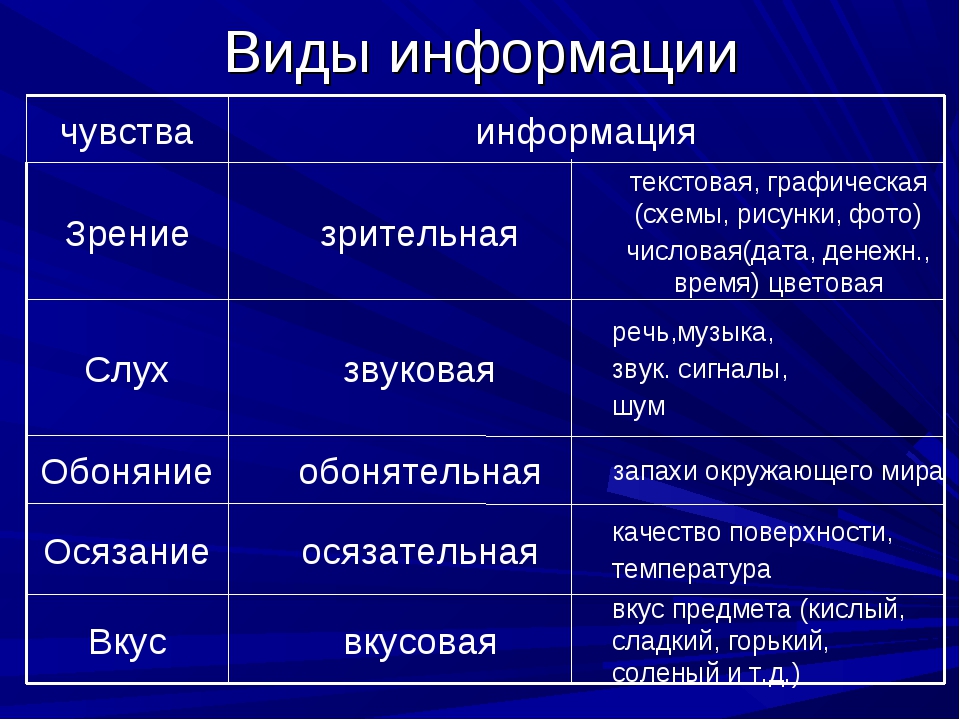 Виды информации
чувства
информация
Зрение
зрительная
текстовая, графическая
(схемы, рисунки, фото)
числовая(дата, денежн.,
время) цветовая
Слух
звуковая
речь,музыка,
звук. сигналы,
шум
Обоняние
обонятельная
запахи окружающего мира
Осязание
осязательная
качество поверхности,
температура
Вкус
вкусовая
вкус предмета (кислый,
сладкий, горький,
соленый и т.д.)